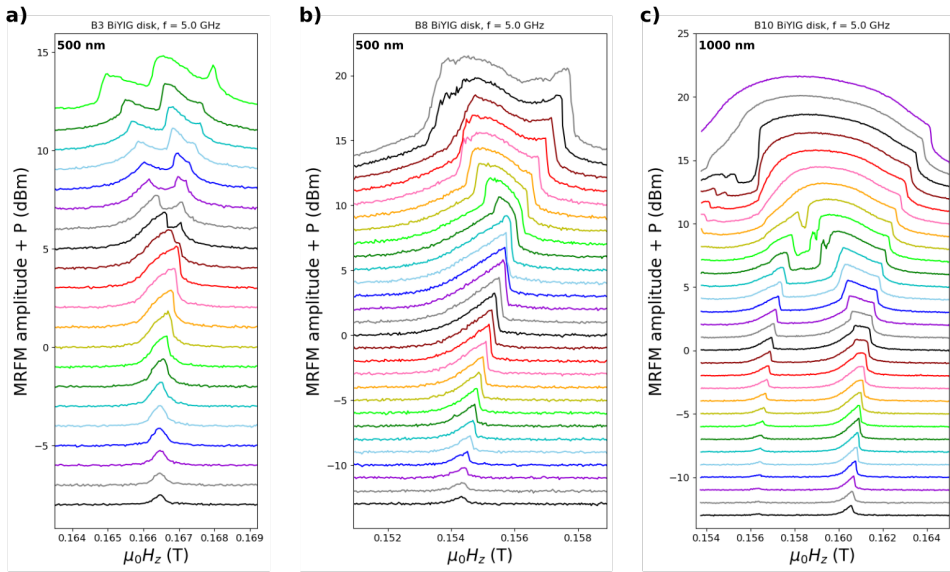 a)
B3 BiYIG disk, f = 5.0 GHz
500 nm
MRFM amplitude + P (dBm)
15
10
5
0
−5
0.164 0.165 0.166 0.167 0.168 0.169
μ₀H_z (T)
b)
B8 BiYIG disk, f = 5.0 GHz
500 nm
MRFM amplitude + P (dBm)
20
15
10
5
0
−5
−10
0.152 0.154 0.156 0.158
μ₀H_z (T)
c)
B10 BiYIG disk, f = 5.0 GHz
1000 nm
MRFM amplitude + P (dBm)
25
20
15
10
5
0
−5
−10
0.154 0.156 0.158 0.160 0.162 0.164
μ₀H_z (T)